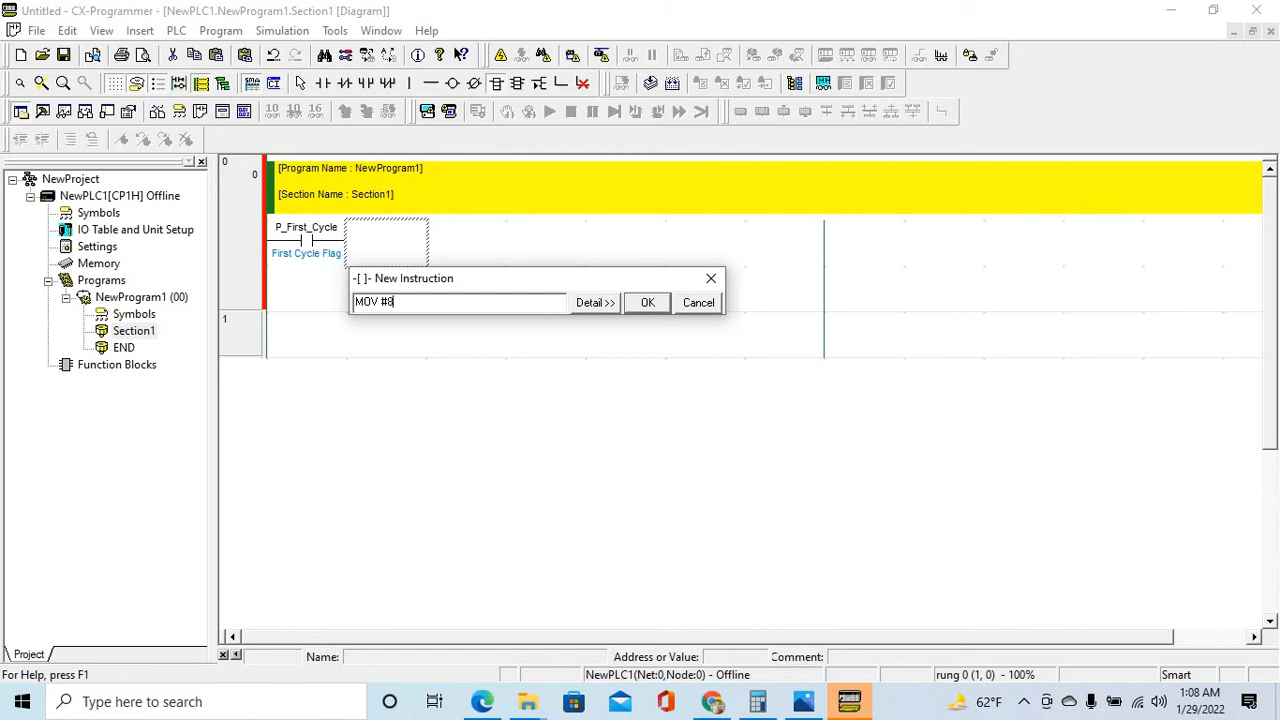 Untitled - CX-Programmer - [NewPLC1.NewProgram1.Section1 [Diagram]]
File Edit View Insert PLC Program Simulation Tools Window Help
10 10 16
NewProject
NewPLC1[CP1H] Offline
Symbols
IO Table and Unit Setup
Settings
Memory
Programs
NewProgram1 (00)
Symbols
Section1
END
Function Blocks
Project
0
0
[Program Name : NewProgram1]
[Section Name : Section1]
P_First_Cycle
First Cycle Flag
-[ ]- New Instruction
MOV #8 Detail >> OK Cancel
1
Name: Address or Value: Comment:
For Help, press F1 NewPLC1(Net:0,Node:0) - Offline rung 0 (1, 0) - 100% Smart
Type here to search 62°F 1:08 AM
1/29/2022